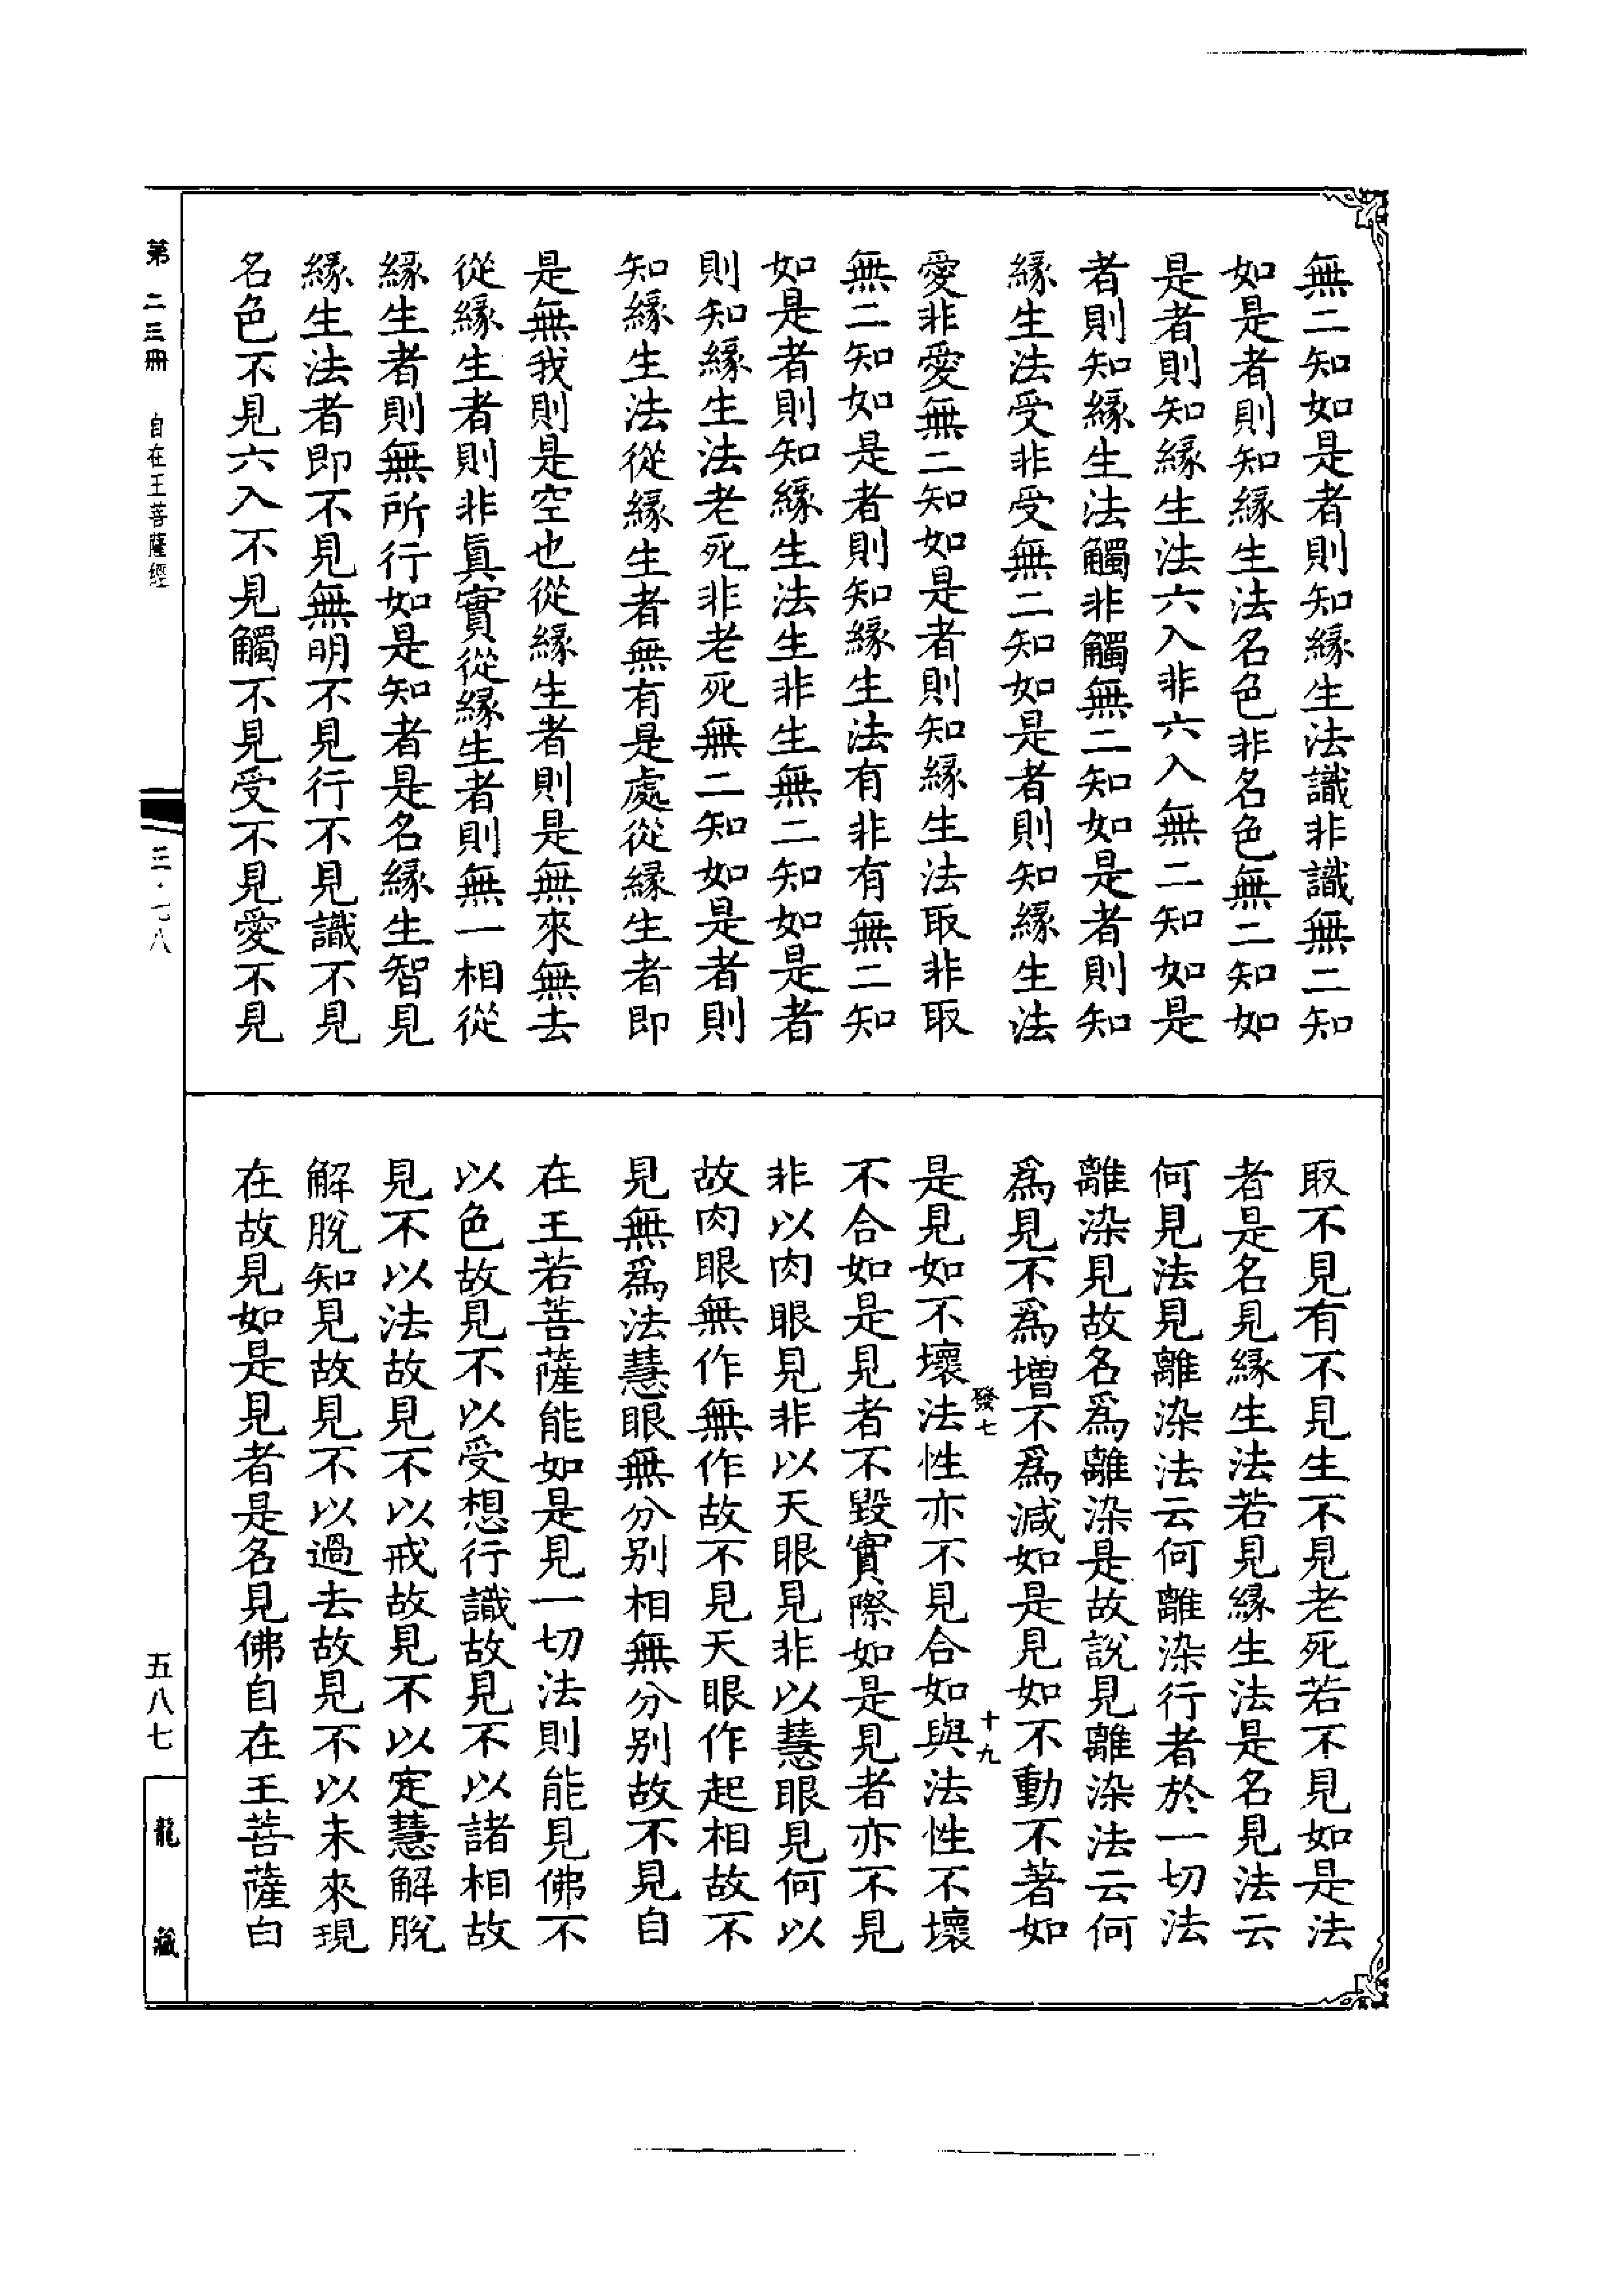 無二知如是者則知緣生法識非識無二知
如是者則知緣生法名色非名色無二知如
是者則知緣生法六入非六入無二知如是
者則知緣生法觸非觸無二知如是者則知
緣生法受非受無二知如是者則知緣生法
愛非愛無二知如是者則知緣生法取非取
無二知如是者則知緣生法有非有無二知
如是者則知緣生法生非生無二知如是者
則知緣生法老死非老死無二知如是者則
知緣生法從緣生者無有是處從緣生者即
是無我則是空也從緣生者則是無來無去
從緣生者則非眞實從緣生者則無一相從
緣生者則無所行如是知者是名緣生智見
緣生法者即不見無明不見行不見識不見
名色不見六入不見觸不見受不見愛不見
取不見有不見生不見老死若不見如是法
者是名見緣生法若見緣生法是名見法云
何見法見離染法云何離染行者於一切法
離染見故名爲離染是故說見離染法云何
爲見不爲增不爲減如是見如不動不著如
發七
十九
是見如不壞法性亦不見合如與法性不壞
不合如是見者不毀實際如是見者亦不見
非以肉眼見非以天眼見非以慧眼見何以
故肉眼無作無作故不見天眼作起相故不
見無爲法慧眼無分別相無分別故不見自
在王若菩薩能如是見一切法則能見佛不
以色故見不以受想行識故見不以諸相故
見不以法故見不以戒故見不以定慧解脫
解脫知見故見不以過去故見不以未來現
在故見如是見者是名見佛自在王菩薩白
第二三冊
自在王菩薩經
三·七八
五八七
龍藏